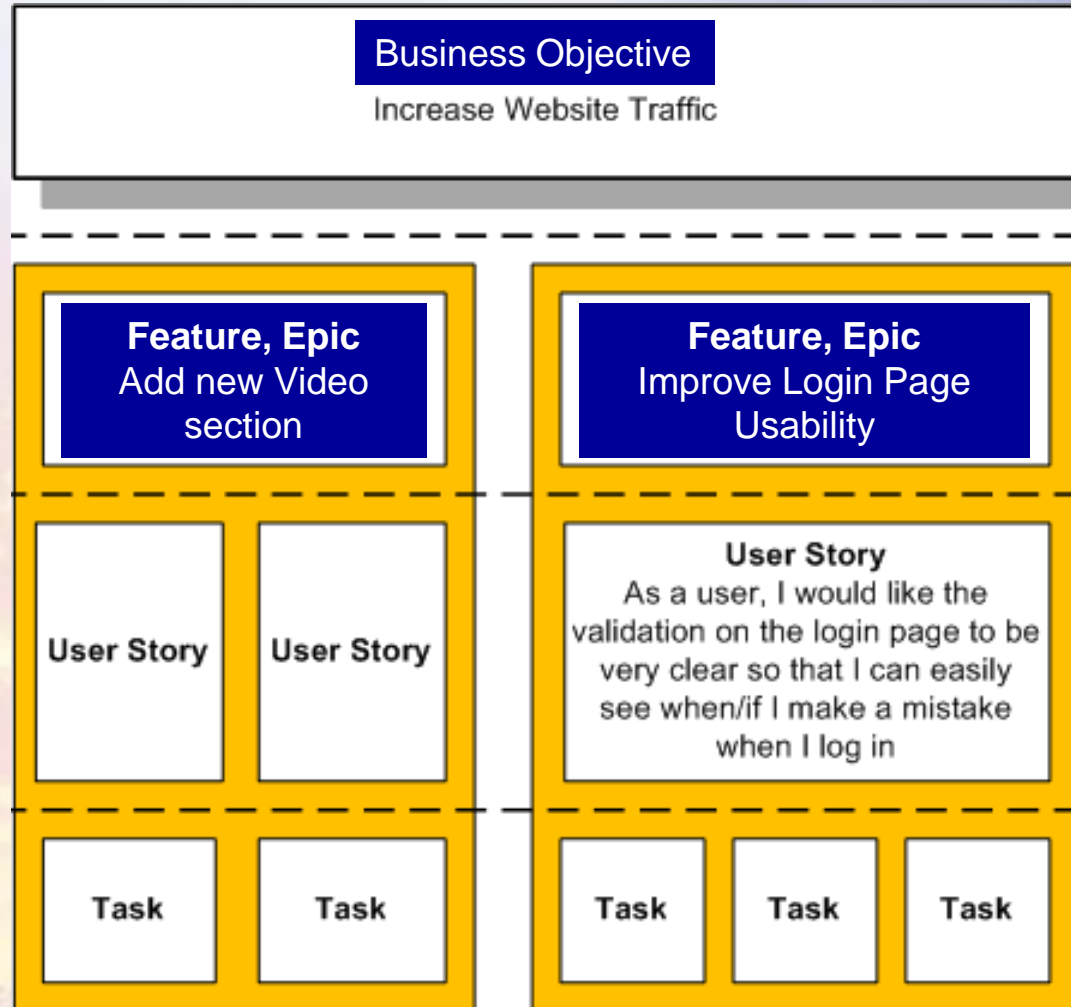 Business Objective
Increase Website Traffic
Feature, Epic
Add new Video
section
Feature, Epic
Improve Login Page
Usability
User Story
User Story
User Story
As a user, I would like the
validation on the login page to be
very clear so that I can easily
see when/if I make a mistake
when I log in
Task
Task
Task
Task
Task